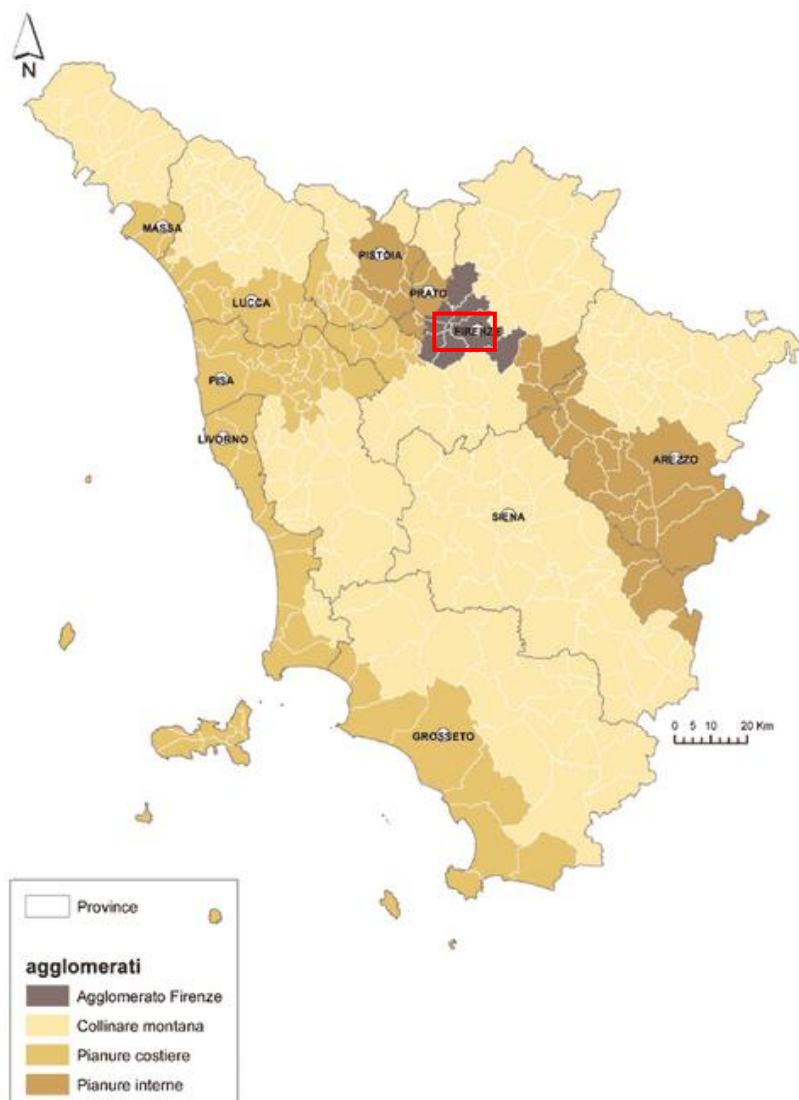 N
MASSA
PISTOIA
PRATO
LUCCA
FIRENZE
PISA
LIVORNO
AREZZO
SIENA
0 5 10 20 Km
GROSSETO
Province
agglomerati
Agglomerato Firenze
Collinare montana
Pianure costiere
Pianure interne